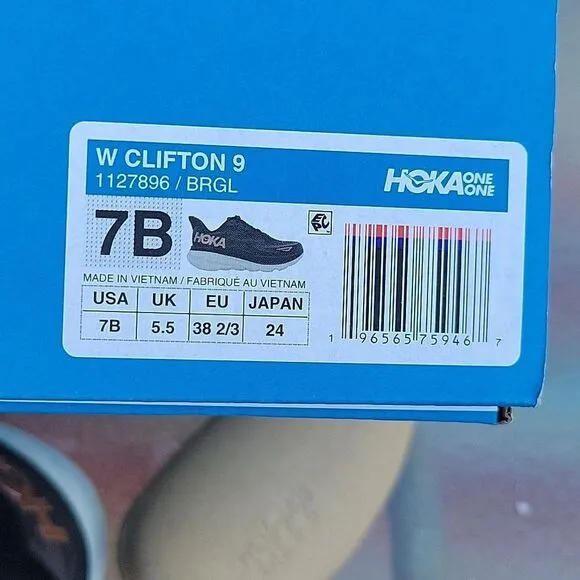 W CLIFTON 9
1127896 / BRGL
HOKA ONE ONE
7B
HOKA
MADE IN VIETNAM / FABRIQUÉ AU VIETNAM
USA UK EU JAPAN
7B 5.5 38 2/3 24
1 96565 75946 7